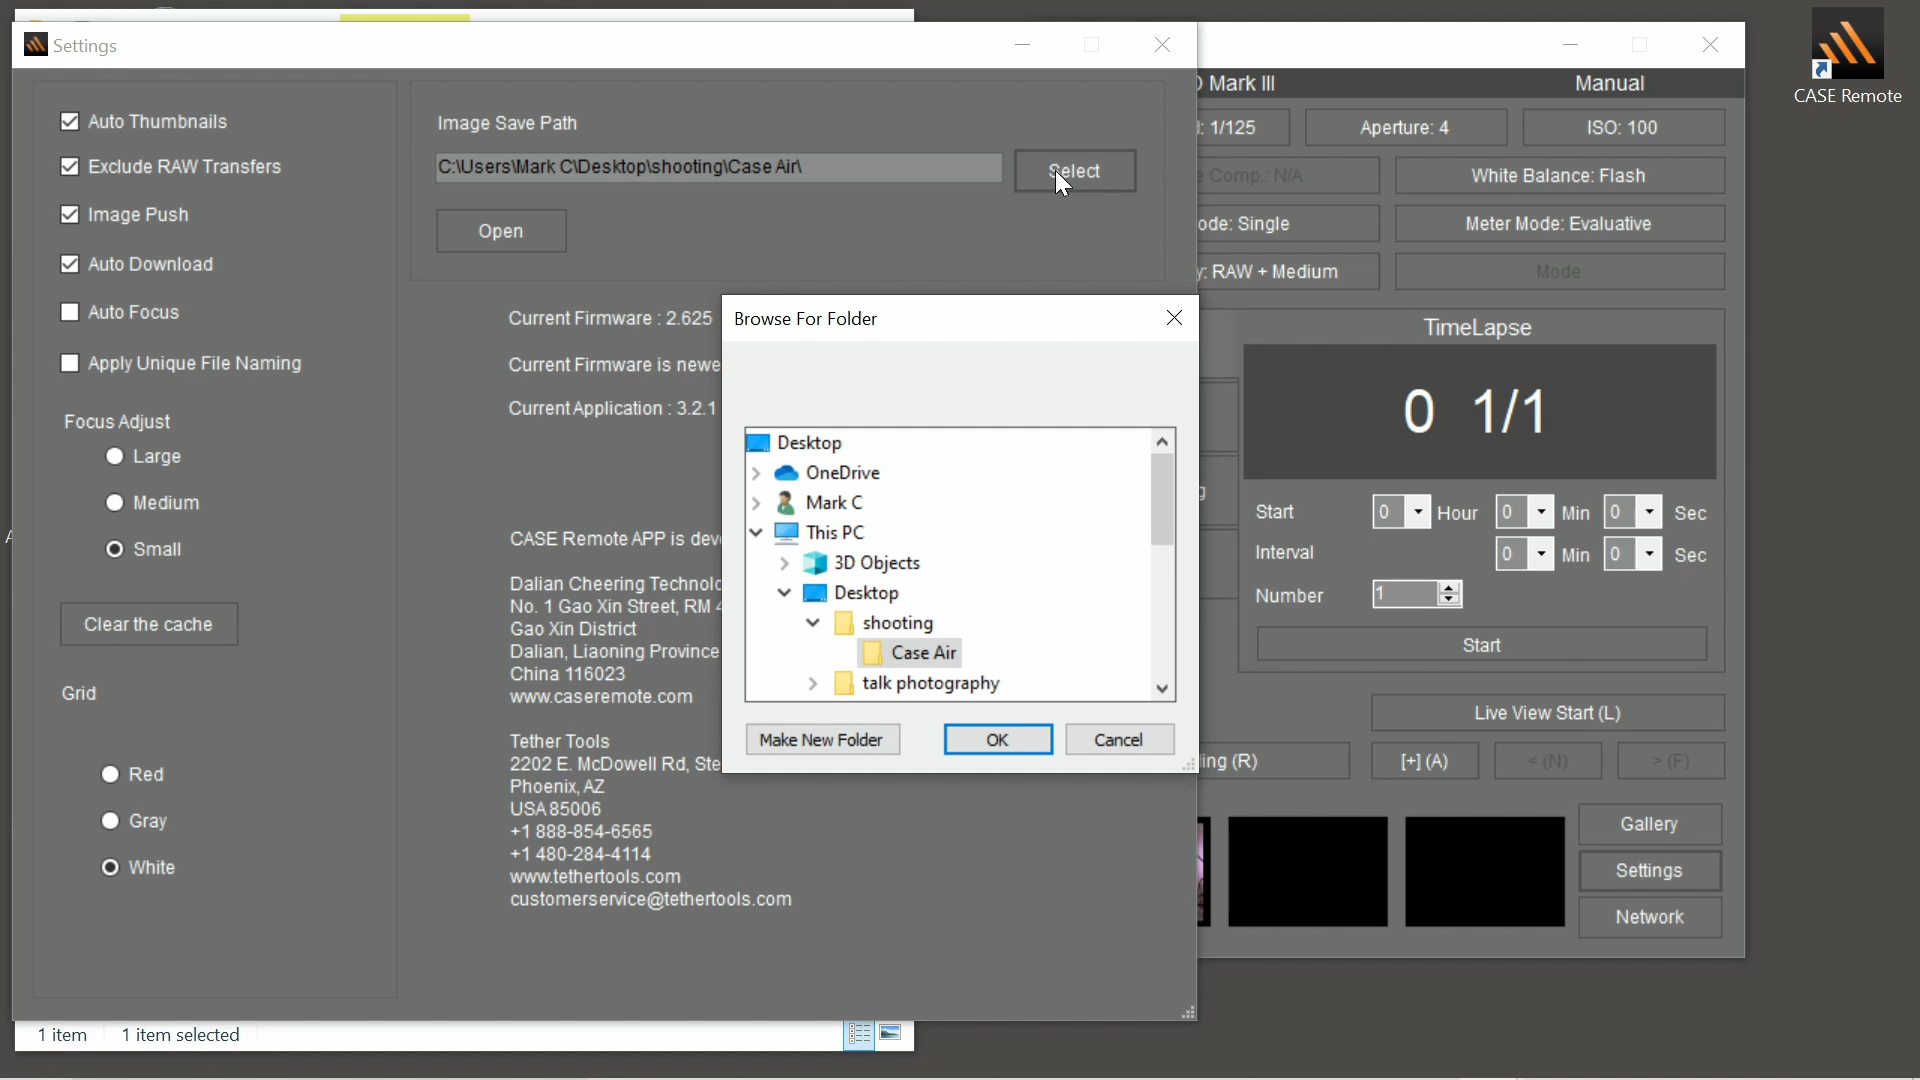 Settings
Auto Thumbnails
Exclude RAW Transfers
Image Push
Auto Download
Auto Focus
Apply Unique File Naming
Focus Adjust
Large
Medium
Small
Clear the cache
Grid
Red
Gray
White
Image Save Path
C:\Users\Mark C\Desktop\shooting\Case Air\
Select
Open
Current Firmware : 2.625
Current Firmware is newe
Current Application : 3.2.1
CASE Remote APP is dev
Dalian Cheering Technolo
No. 1 Gao Xin Street, RM 4
Gao Xin District
Dalian, Liaoning Province
China 116023
www.caseremote.com
Tether Tools
2202 E. McDowell Rd, Ste
Phoenix, AZ
USA 85006
+1 888-854-6565
+1 480-284-4114
www.tethertools.com
customerservice@tethertools.com
Browse For Folder
Desktop
OneDrive
Mark C
This PC
3D Objects
Desktop
shooting
Case Air
talk photography
Make New Folder
OK
Cancel
D Mark III
Manual
: 1/125
Aperture: 4
ISO: 100
Comp.: N/A
White Balance: Flash
ode: Single
Meter Mode: Evaluative
y: RAW + Medium
Mode
TimeLapse
0 1/1
Start
0
Hour
0
Min
0
Sec
Interval
0
Min
0
Sec
Number
1
Start
Live View Start (L)
ing (R)
[+] (A)
< (N)
> (F)
Gallery
Settings
Network
CASE Remote
1 item
1 item selected